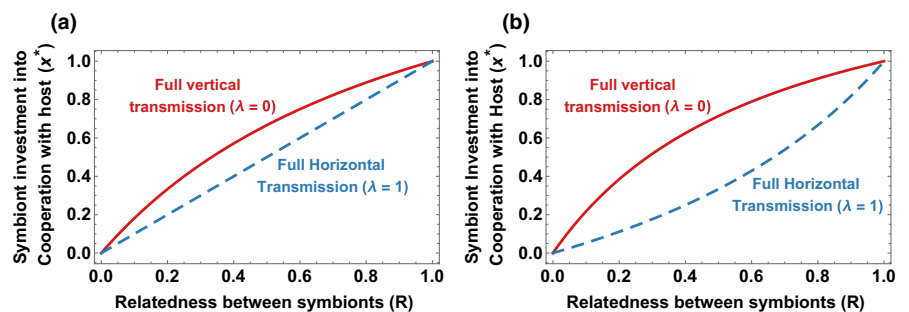 (a)
Symbiont investment into
Cooperation with host (x*)
1.0
0.8
0.6
0.4
0.2
0.0
Full vertical
transmission (λ = 0)
Full Horizontal
Transmission (λ = 1)
0.0 0.2 0.4 0.6 0.8 1.0
Relatedness between symbionts (R)
(b)
Symbiont Investment into
Cooperation with Host (x*)
1.0
0.8
0.6
0.4
0.2
0.0
Full vertical
transmission (λ = 0)
Full Horizontal
Transmission (λ = 1)
0.0 0.2 0.4 0.6 0.8 1.0
Relatedness between symbionts (R)